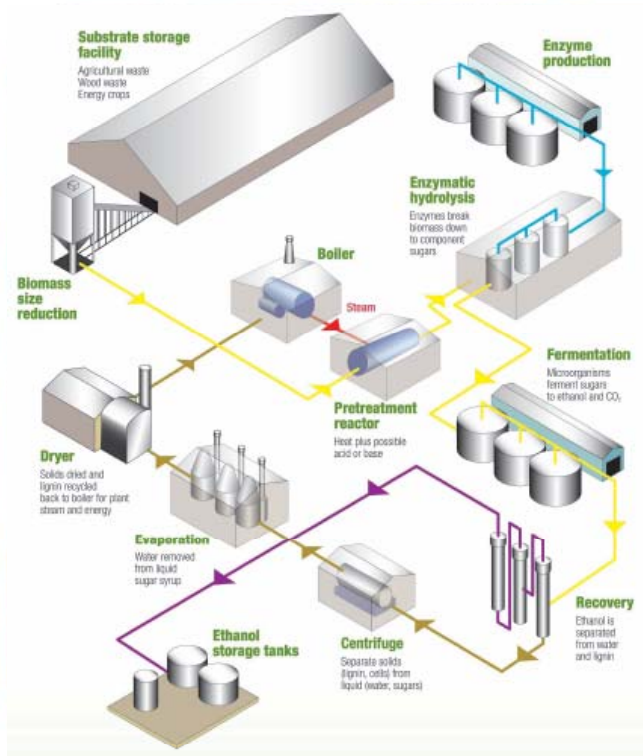 Substrate storage
facility
Agricultural waste
Wood waste
Energy crops
Enzyme
production
Enzymatic
hydrolysis
Enzymes break
biomass down
to component
sugars
Boiler
Steam
Biomass
size reduction
Pretreatment
reactor
Heat plus possible
acid or base
Fermentation
Microorganisms
ferment sugars
to ethanol and CO₂
Dryer
Solids dried and
lignin recycled
back to boiler for plant
steam and energy
Evaporation
Water removed
from liquid
sugar syrup
Recovery
Ethanol is
separated
from water
and lignin
Centrifuge
Separate solids
(lignin, cells) from
liquid (water, sugars)
Ethanol
storage tanks